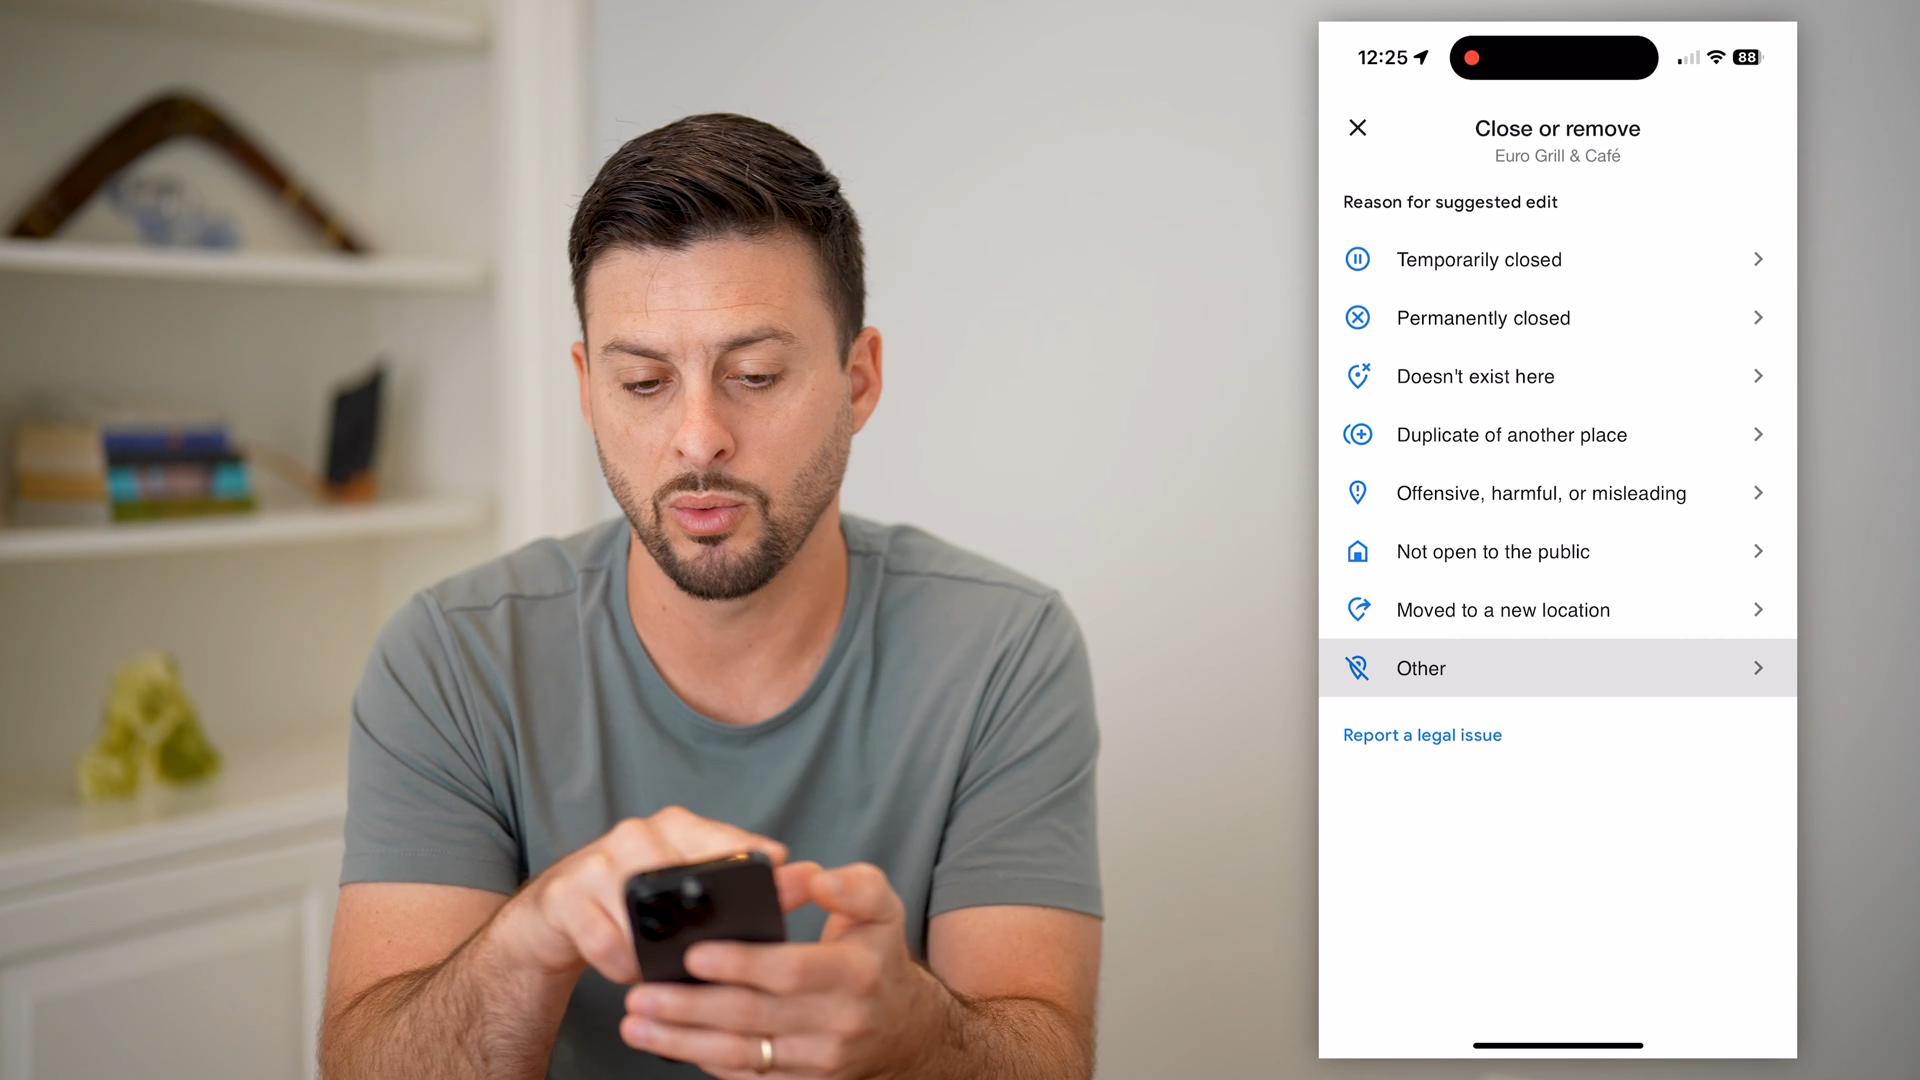 12:25
88
Close or remove
Euro Grill & Café
Reason for suggested edit
Temporarily closed
Permanently closed
Doesn't exist here
Duplicate of another place
Offensive, harmful, or misleading
Not open to the public
Moved to a new location
Other
Report a legal issue